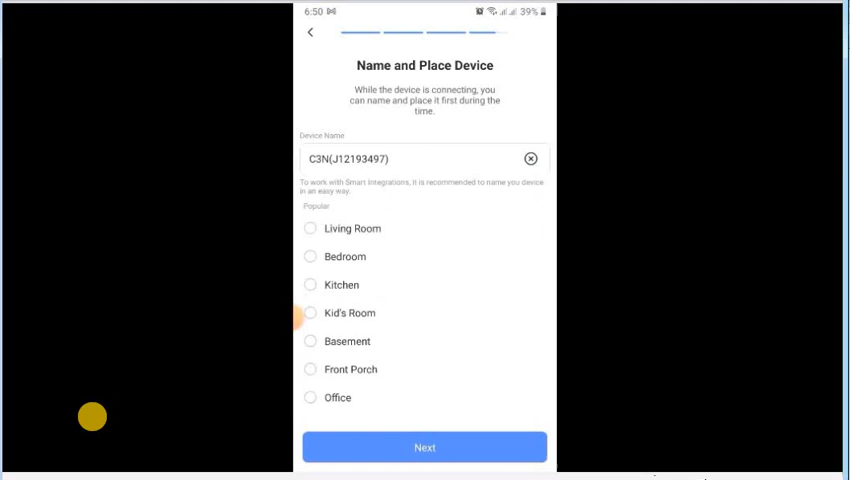 6:50 39%
Name and Place Device
While the device is connecting, you
can name and place it first during the
time.
Device Name
C3N(J12193497)
To work with Smart Integrations, it is recommended to name you device
in an easy way.
Popular
Living Room
Bedroom
Kitchen
Kid's Room
Basement
Front Porch
Office
Next